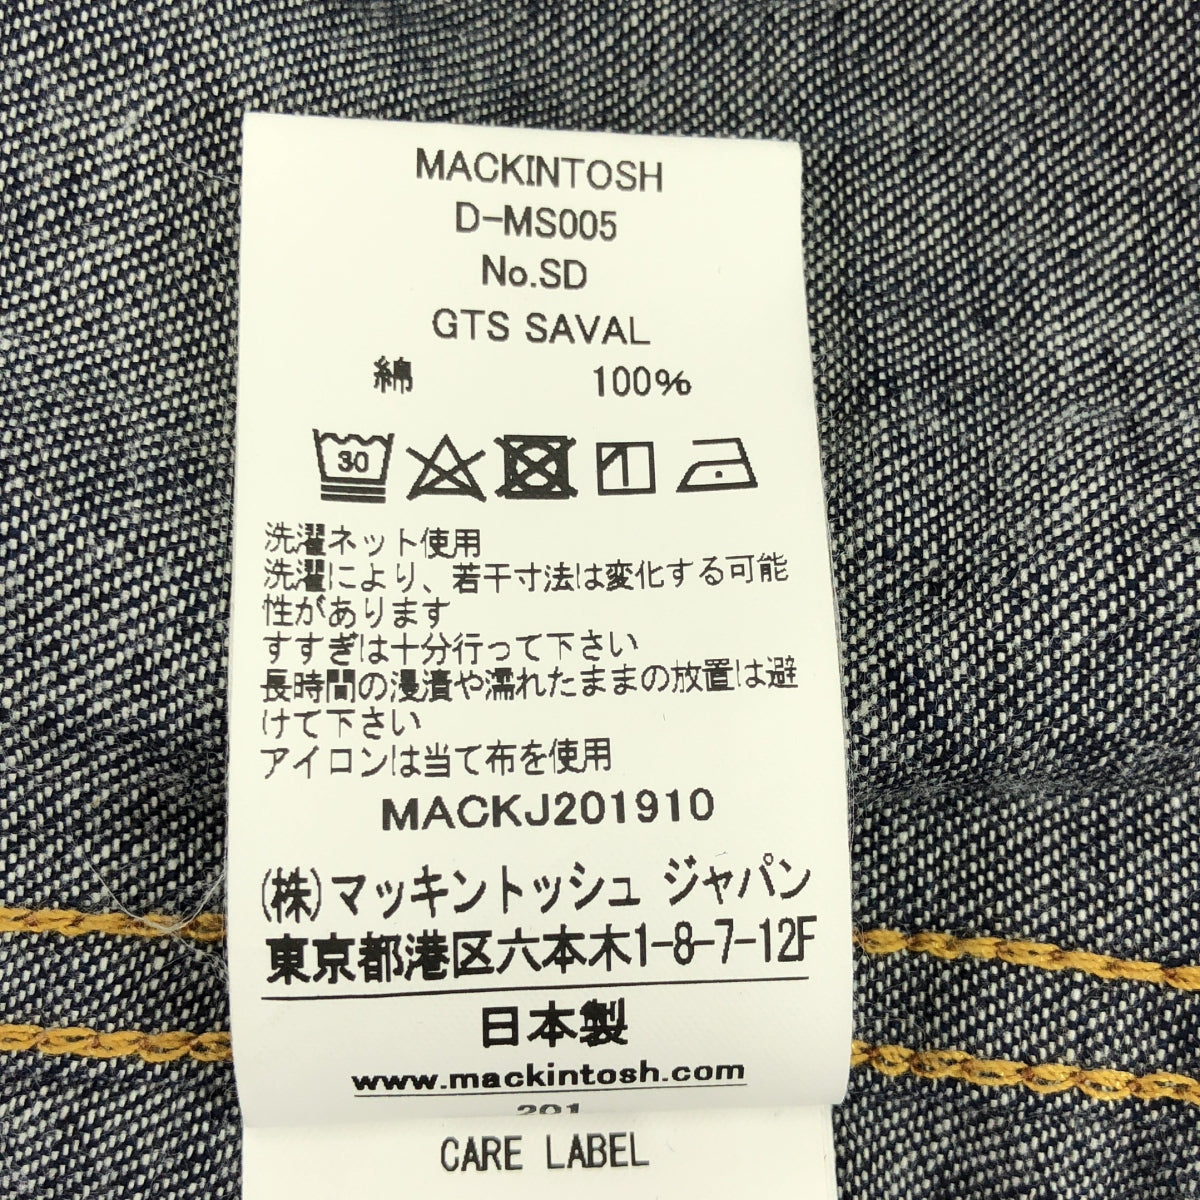 MACKINTOSH
D-MS005
No.SD
GTS SAVAL
綿 100%
30
洗濯ネット使用
洗濯により、若干寸法は変化する可能
性があります
すすぎは十分行って下さい
長時間の浸漬や濡れたままの放置は避
けて下さい
アイロンは当て布を使用
MACKJ201910
(株)マッキントッシュ ジャパン
東京都港区六本木1-8-7-12F
日本製
www.mackintosh.com
201
CARE LABEL